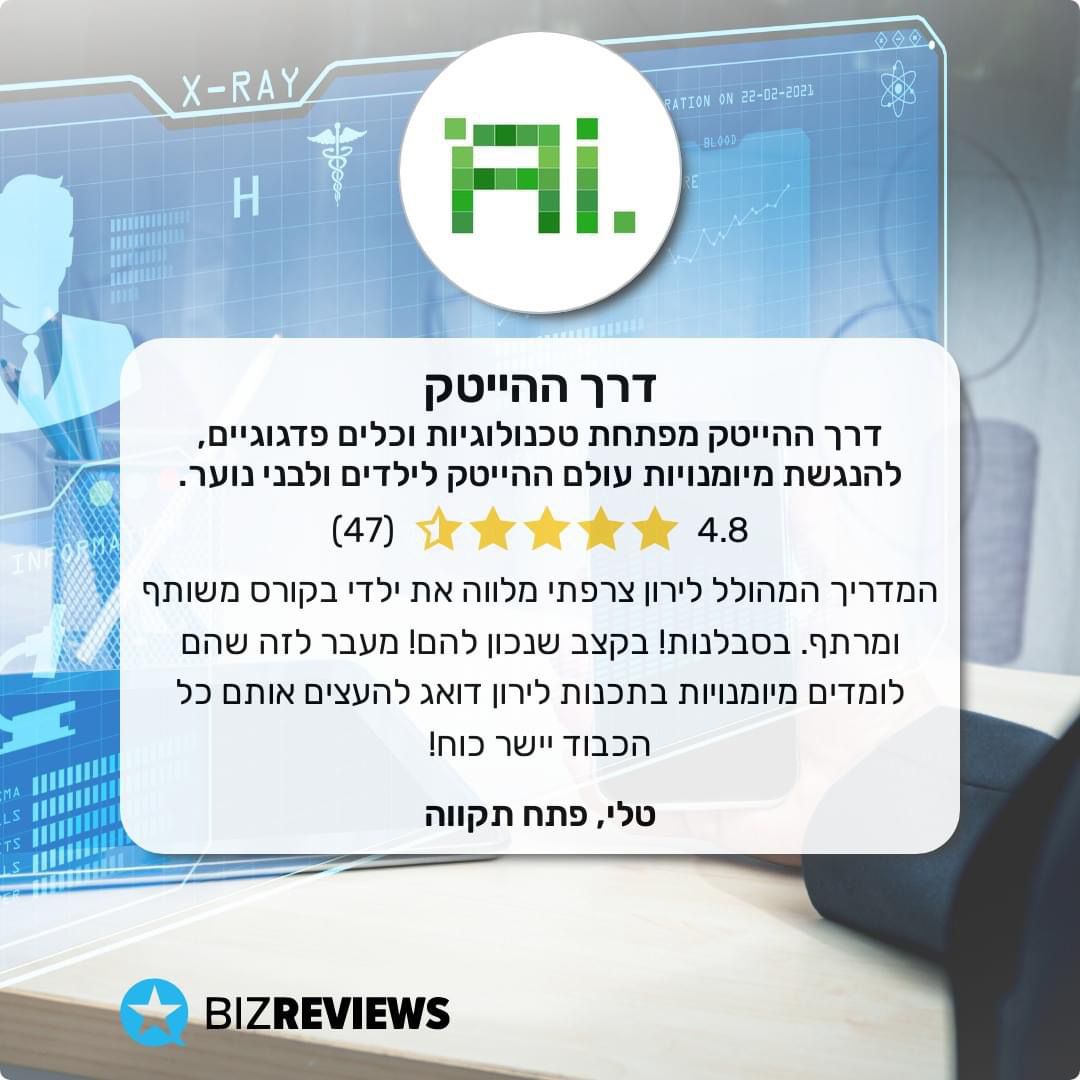 X-RAY
RATION ON 22-02-2021
BLOOD
H
RE
Ai.
דרך ההייטק
דרך ההייטק מפתחת טכנולוגיות וכלים פדגוגיים,
להנגשת מיומנויות עולם ההייטק לילדים ולבני נוער.
4.8 (47)
המדריך המהולל לירון צרפתי מלווה את ילדי בקורס משותף
ומרתף. בסבלנות! בקצב שנכון להם! מעבר לזה שהם
לומדים מיומנויות בתכנות לירון דואג להעצים אותם כל
הכבוד יישר כוח!
טלי, פתח תקווה
INFORMAT
BIZREVIEWS